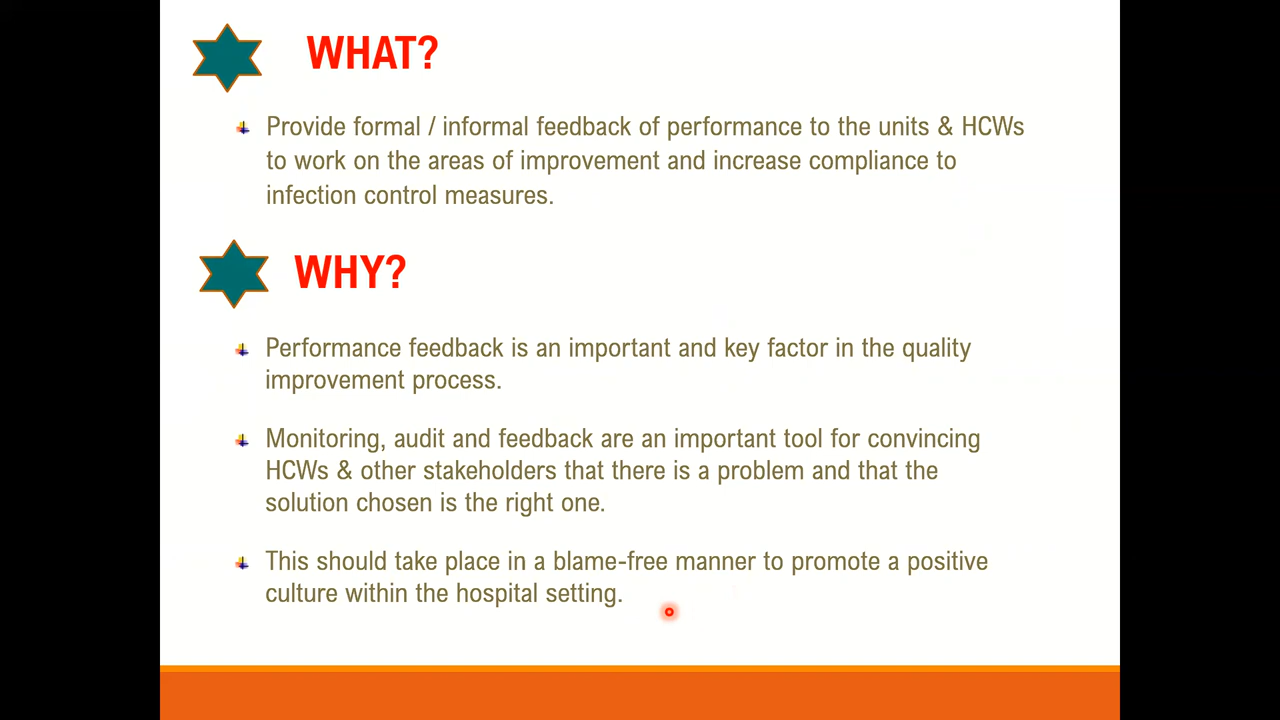 WHAT?
Provide formal / informal feedback of performance to the units & HCWs
to work on the areas of improvement and increase compliance to
infection control measures.
WHY?
Performance feedback is an important and key factor in the quality
improvement process.
Monitoring, audit and feedback are an important tool for convincing
HCWs & other stakeholders that there is a problem and that the
solution chosen is the right one.
This should take place in a blame-free manner to promote a positive
culture within the hospital setting.